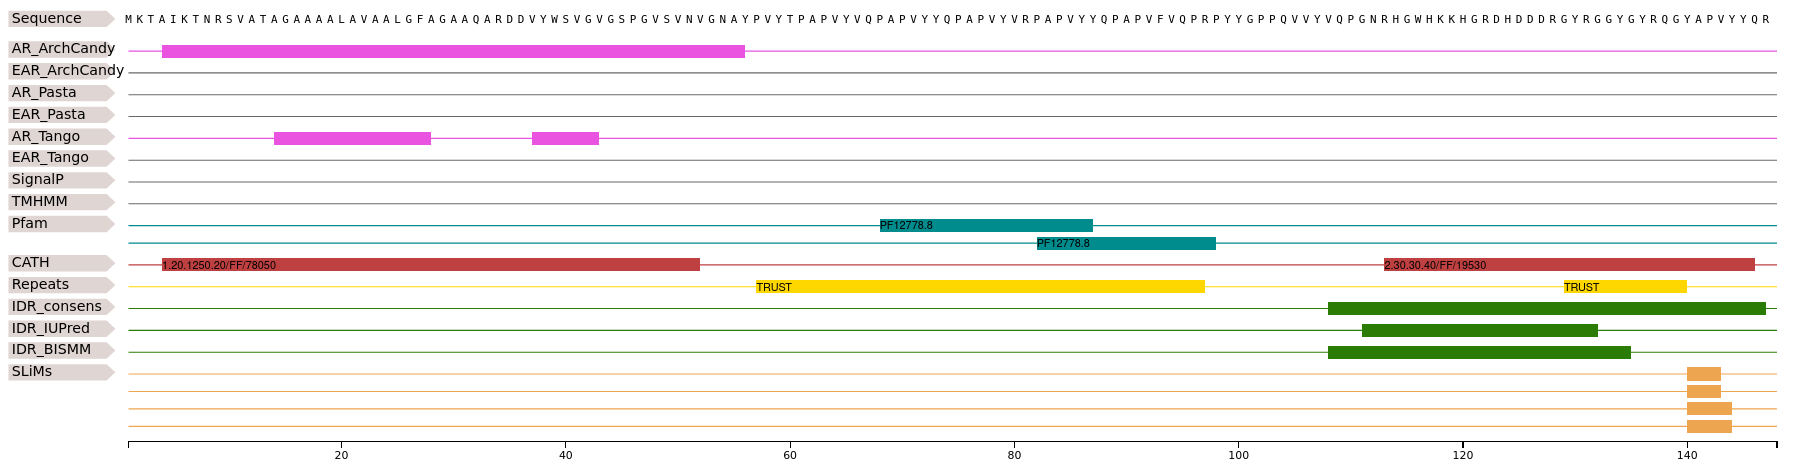 Sequence MKTAIKTNRSVATAGAAAALAVAALGFAGAAQARDDVYWSVGVGSPGVSVNVGNAYPVYTPAPVYVQPAPVYYQPAPVYVRPAPVYYQPAPVFVQPRPYYGPPQVVYVQPGNRHGWHKKHGRDHDDDRGYRGGYGYRQGYAPVYYQR
AR_ArchCandy
EAR_ArchCandy
AR_Pasta
EAR_Pasta
AR_Tango
EAR_Tango
SignalP
TMHMM
Pfam PF12778.8
PF12778.8
CATH 1.20.1250.20/FF/78050 2.30.30.40/FF/19530
Repeats TRUST TRUST
IDR_consens
IDR_IUPred
IDR_BISMM
SLiMs
20 40 60 80 100 120 140